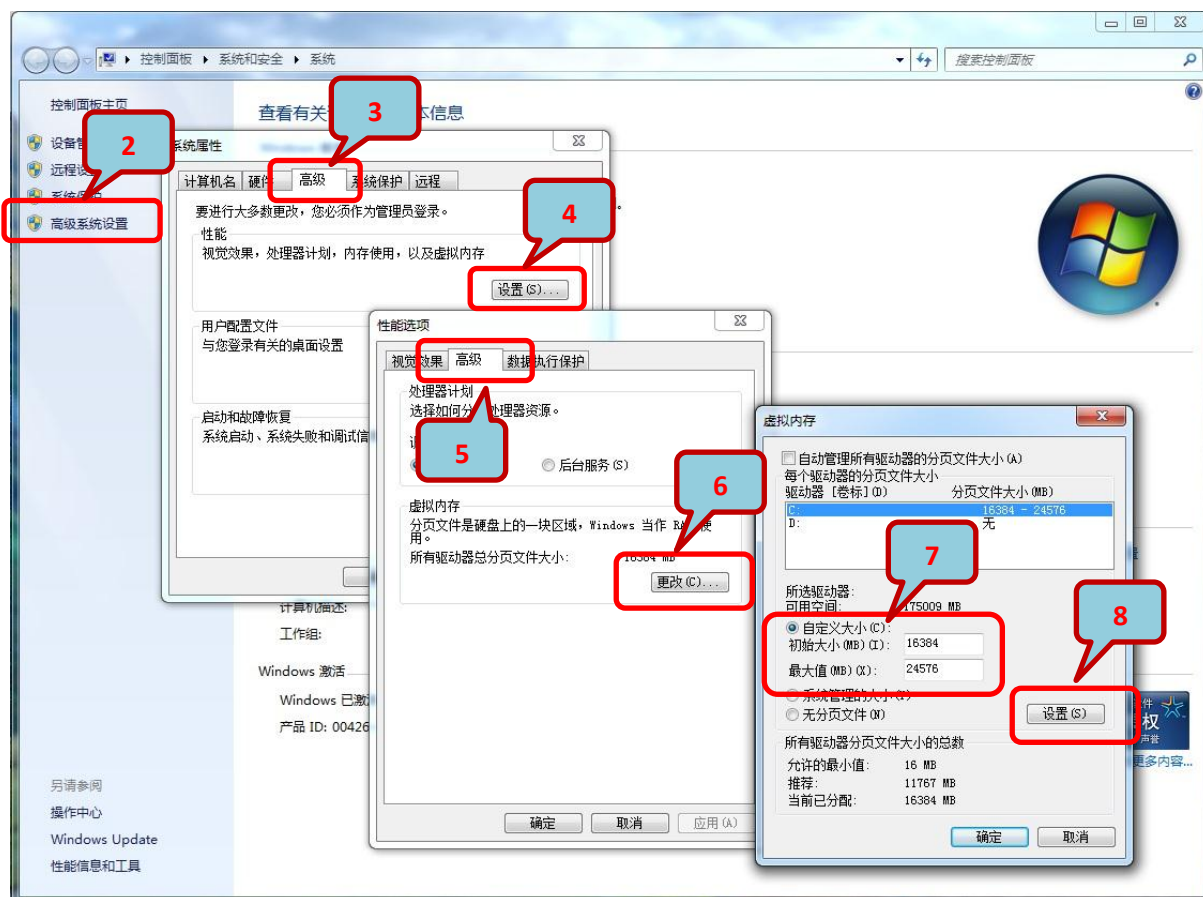 控制面板 ▸ 系统和安全 ▸ 系统
搜索控制面板
控制面板主页
查看有关
本信息
3
设备管
2
远程设
系统保护
高级系统设置
系统属性
计算机名 硬件 高级 系统保护 远程
要进行大多数更改，您必须作为管理员登录。
4
性能
视觉效果，处理器计划，内存使用，以及虚拟内存
设置(S)...
用户配置文件
与您登录有关的桌面设置
启动和故障恢复
系统启动、系统失败和调试信
性能选项
视觉效果 高级 数据执行保护
处理器计划
选择如何分 处理器资源。
5
后台服务(S)
6
虚拟内存
分页文件是硬盘上的一块区域，Windows 当作 RA 使
用。
所有驱动器总分页文件大小: 16384 MB
更改(C)...
确定 取消 应用(A)
虚拟内存
自动管理所有驱动器的分页文件大小(A)
每个驱动器的分页文件大小
驱动器 [卷标](D) 分页文件大小(MB)
C: 16384 - 24576
D: 无
7
所选驱动器:
可用空间: 175009 MB
8
自定义大小(C):
初始大小(MB)(I): 16384
最大值(MB)(X): 24576
系统管理的大小(Y)
无分页文件(N)
设置(S)
所有驱动器分页文件大小的总数
允许的最小值: 16 MB
推荐: 11767 MB
当前已分配: 16384 MB
确定 取消
计算机描述:
工作组:
Windows 激活
Windows 已激
产品 ID: 00426
件
权
声誉
更多内容...
另请参阅
操作中心
Windows Update
性能信息和工具